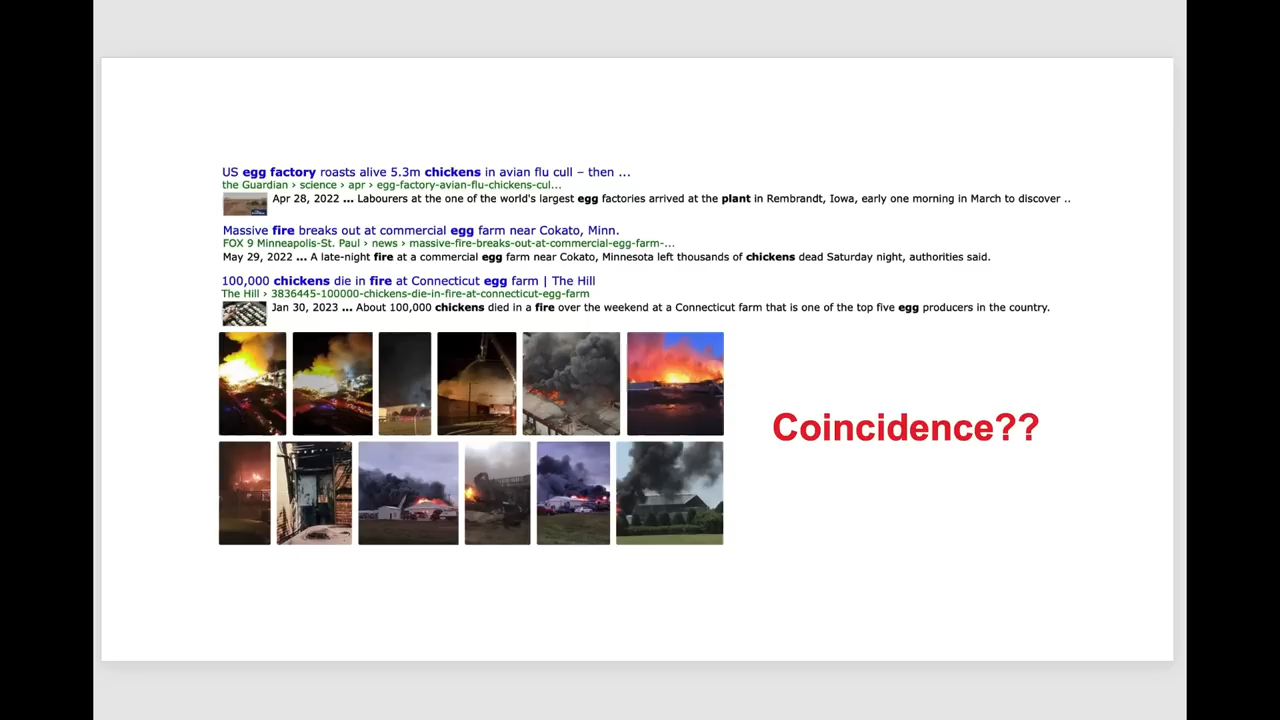 US egg factory roasts alive 5.3m chickens in avian flu cull – then ...
the Guardian › science › apr › egg-factory-avian-flu-chickens-cul...
Apr 28, 2022 ... Labourers at the one of the world's largest egg factories arrived at the plant in Rembrandt, Iowa, early one morning in March to discover ..
Massive fire breaks out at commercial egg farm near Cokato, Minn.
FOX 9 Minneapolis-St. Paul › news › massive-fire-breaks-out-at-commercial-egg-farm-...
May 29, 2022 ... A late-night fire at a commercial egg farm near Cokato, Minnesota left thousands of chickens dead Saturday night, authorities said.
100,000 chickens die in fire at Connecticut egg farm | The Hill
The Hill › 3836445-100000-chickens-die-in-fire-at-connecticut-egg-farm
Jan 30, 2023 ... About 100,000 chickens died in a fire over the weekend at a Connecticut farm that is one of the top five egg producers in the country.
Coincidence??